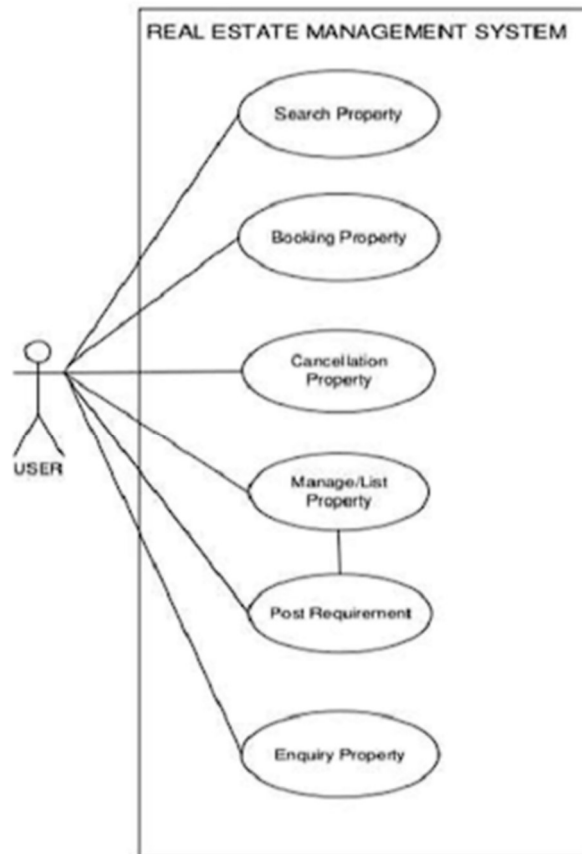 REAL ESTATE MANAGEMENT SYSTEM
Search Property
Booking Property
Cancellation
Property
USER
Manage/List
Property
Post Requirement
Enquiry Property